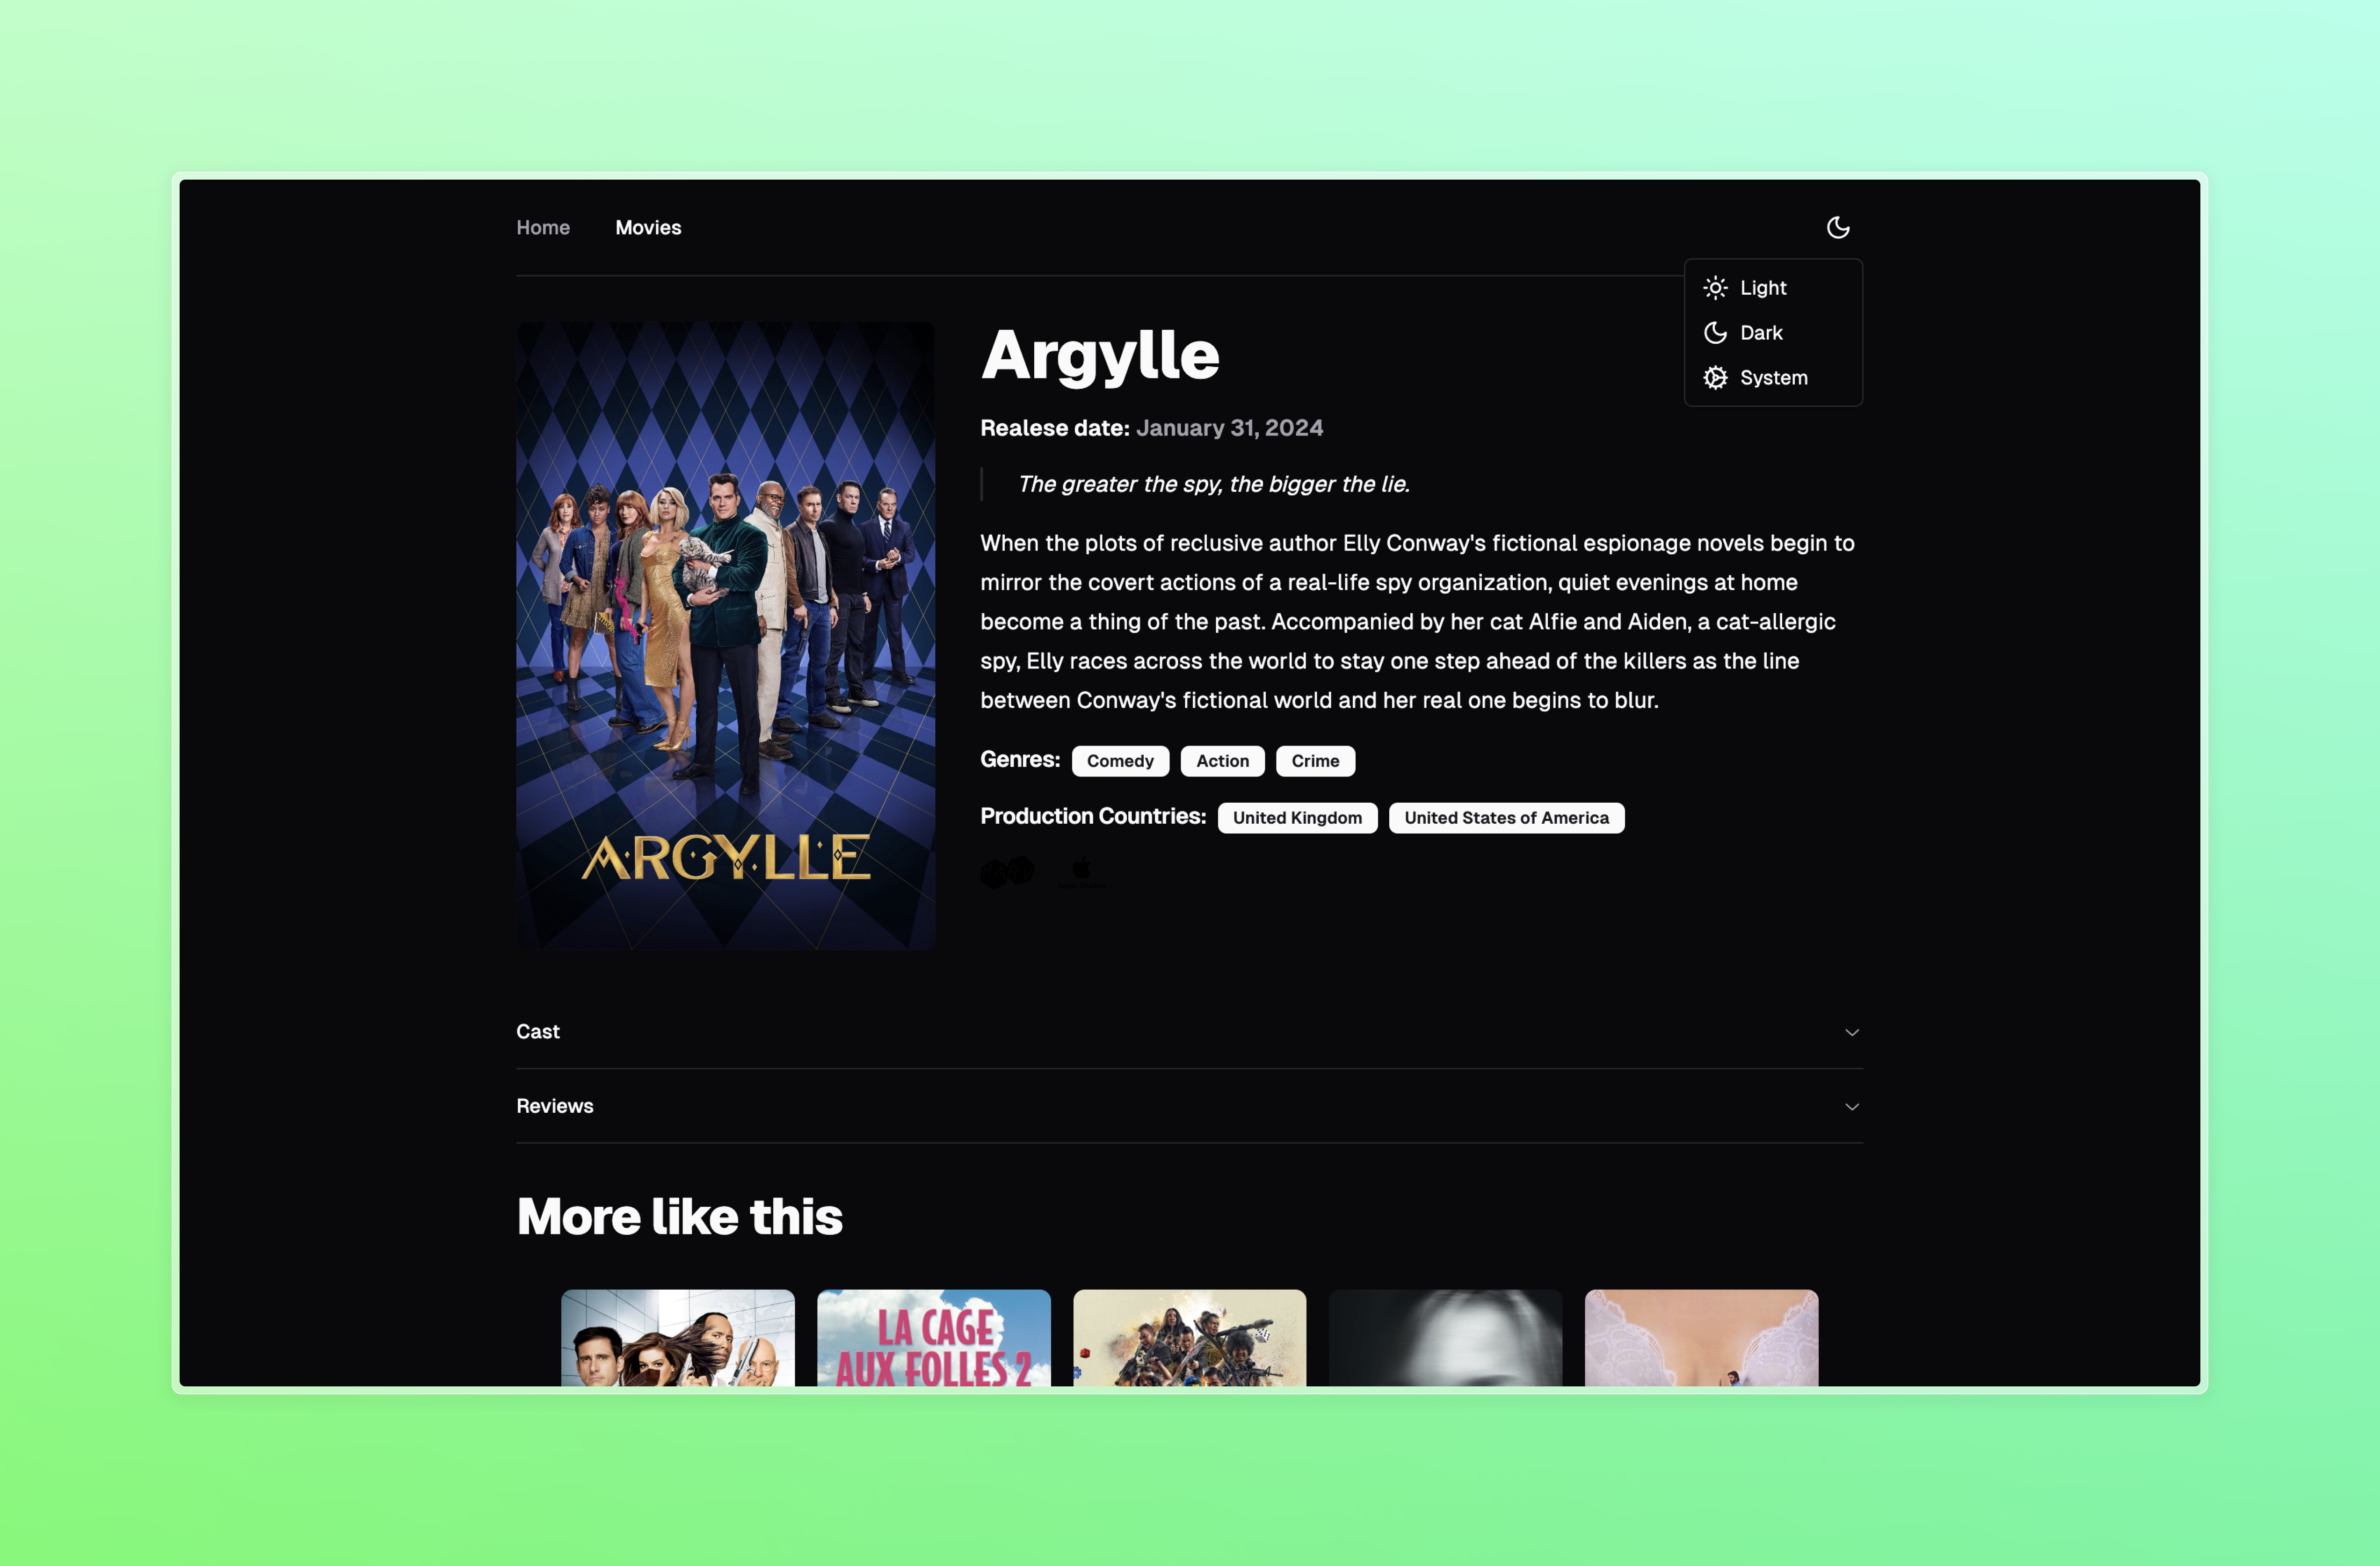 Home Movies
Light
Dark
System
Argylle
Realese date: January 31, 2024
The greater the spy, the bigger the lie.
When the plots of reclusive author Elly Conway's fictional espionage novels begin to
mirror the covert actions of a real-life spy organization, quiet evenings at home
become a thing of the past. Accompanied by her cat Alfie and Aiden, a cat-allergic
spy, Elly races across the world to stay one step ahead of the killers as the line
between Conway's fictional world and her real one begins to blur.
Genres: Comedy Action Crime
Production Countries: United Kingdom United States of America
ARGYLLE
Cast
Reviews
More like this
LA CAGE
AUX FOLLES 2